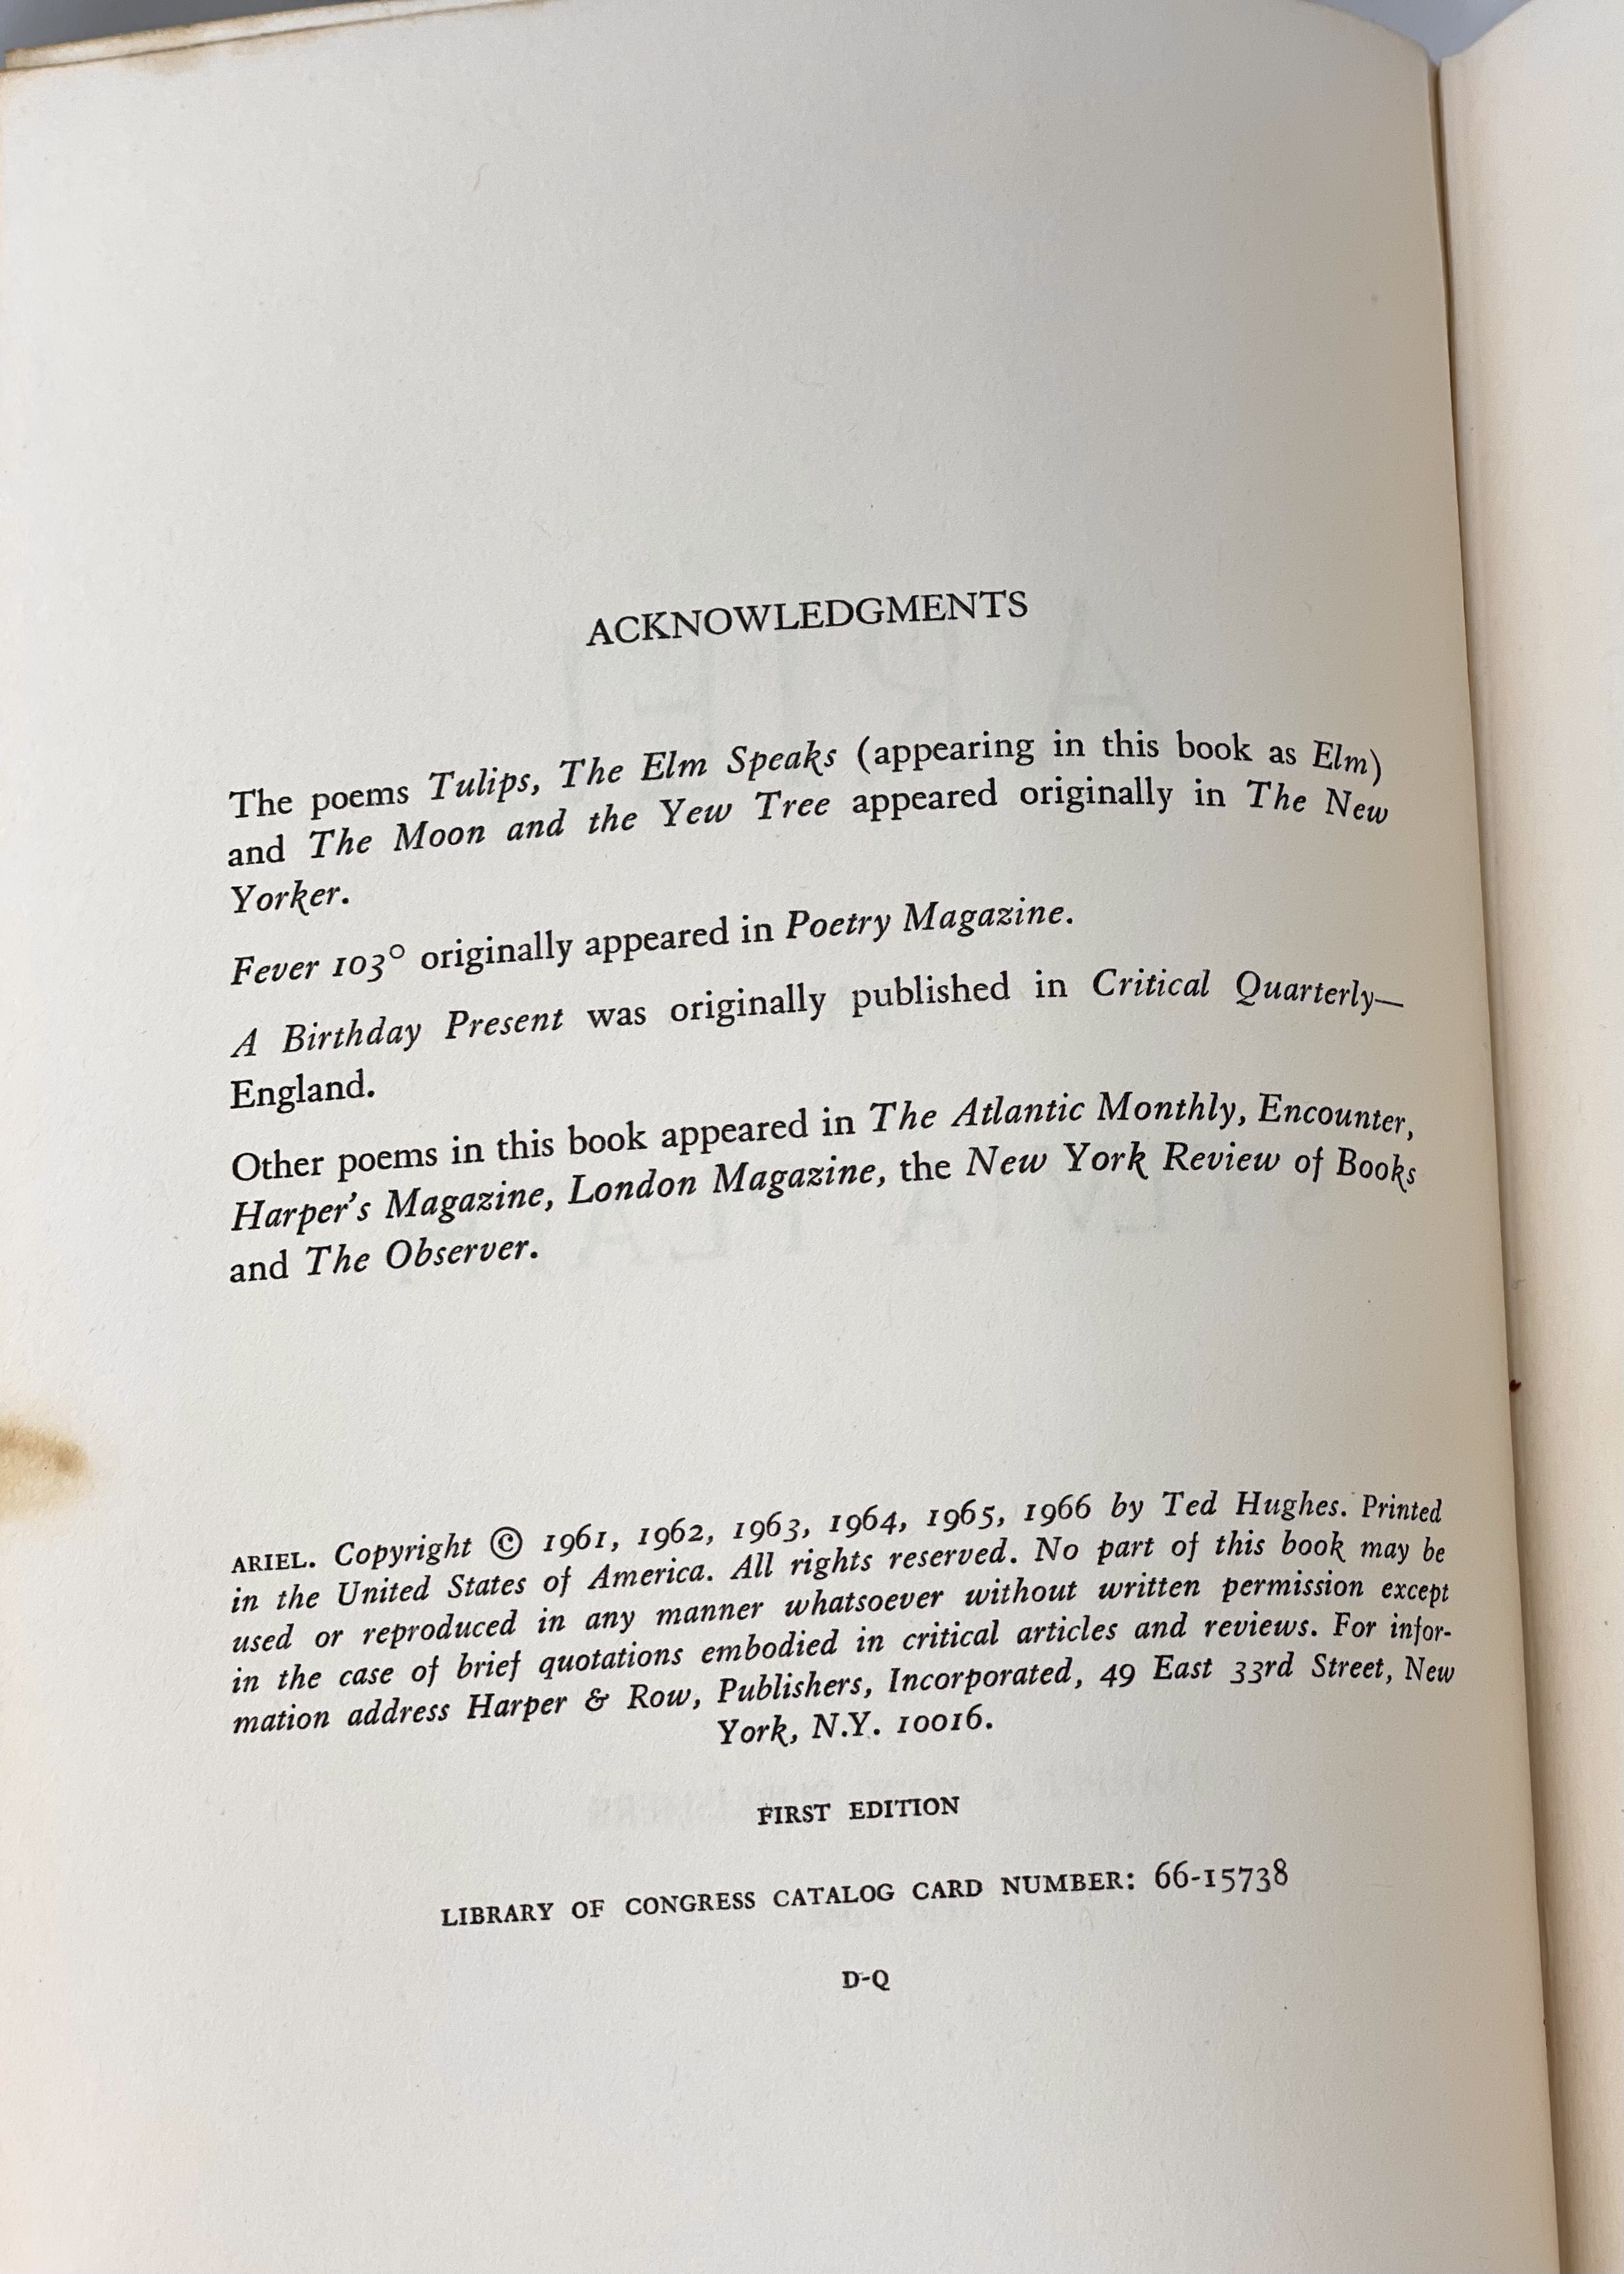 ACKNOWLEDGMENTS
The poems Tulips, The Elm Speaks (appearing in this book as Elm)
and The Moon and the Yew Tree appeared originally in The New
Yorker.
Fever 103° originally appeared in Poetry Magazine.
A Birthday Present was originally published in Critical Quarterly—
England.
Other poems in this book appeared in The Atlantic Monthly, Encounter,
Harper's Magazine, London Magazine, the New York Review of Books
and The Observer.
ARIEL. Copyright © 1961, 1962, 1963, 1964, 1965, 1966 by Ted Hughes. Printed
in the United States of America. All rights reserved. No part of this book may be
used or reproduced in any manner whatsoever without written permission except
in the case of brief quotations embodied in critical articles and reviews. For infor-
mation address Harper & Row, Publishers, Incorporated, 49 East 33rd Street, New
York, N.Y. 10016.
FIRST EDITION
LIBRARY OF CONGRESS CATALOG CARD NUMBER: 66-15738
D-Q